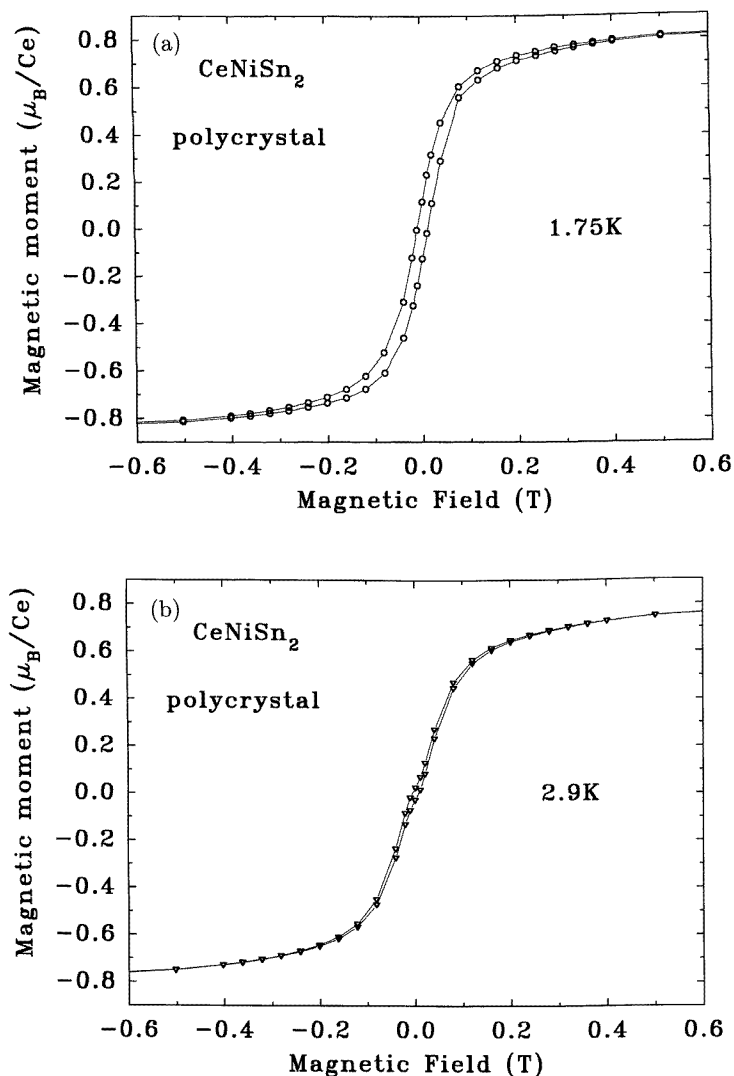 (a)
CeNiSn₂
polycrystal
1.75K
Magnetic moment (μ_B/Ce)
0.8
0.6
0.4
0.2
0.0
−0.2
−0.4
−0.6
−0.8
−0.6 −0.4 −0.2 0.0 0.2 0.4 0.6
Magnetic Field (T)
(b)
CeNiSn₂
polycrystal
2.9K
Magnetic moment (μ_B/Ce)
0.8
0.6
0.4
0.2
0.0
−0.2
−0.4
−0.6
−0.8
−0.6 −0.4 −0.2 0.0 0.2 0.4 0.6
Magnetic Field (T)